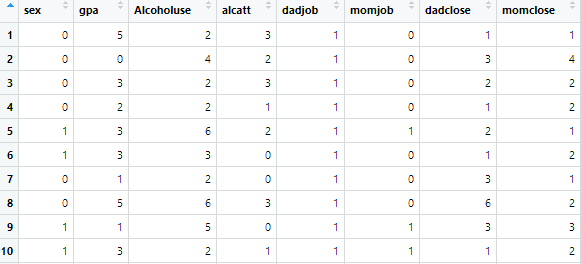 sex gpa Alcoholuse alcatt dadjob momjob dadclose momclose
1 0 5 2 3 1 0 1 1
2 0 0 4 2 1 0 3 4
3 0 3 2 3 1 0 2 2
4 0 2 2 1 1 0 1 2
5 1 3 6 2 1 1 2 1
6 1 3 3 0 1 0 1 2
7 0 1 2 0 1 0 3 1
8 0 5 6 3 1 0 6 2
9 1 1 5 0 1 1 3 3
10 1 3 2 1 1 1 1 2